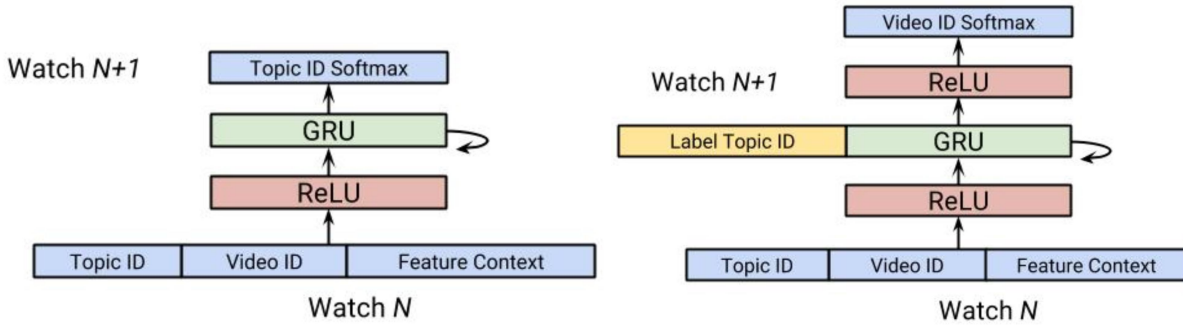 Watch N+1
Topic ID Softmax
GRU
ReLU
Topic ID Video ID Feature Context
Watch N
Video ID Softmax
Watch N+1
ReLU
Label Topic ID GRU
ReLU
Topic ID Video ID Feature Context
Watch N